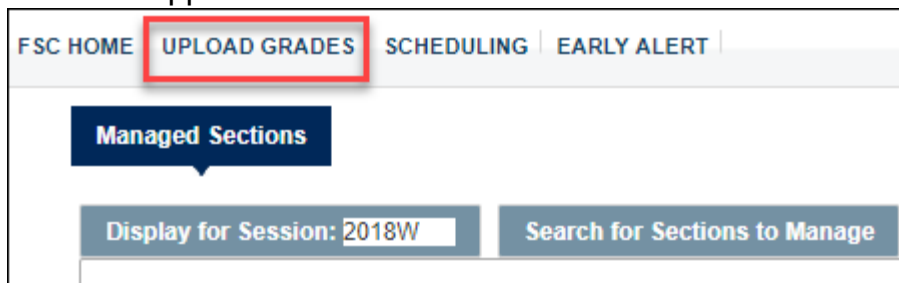 FSC HOME UPLOAD GRADES SCHEDULING EARLY ALERT
Managed Sections
Display for Session: 2018W Search for Sections to Manage